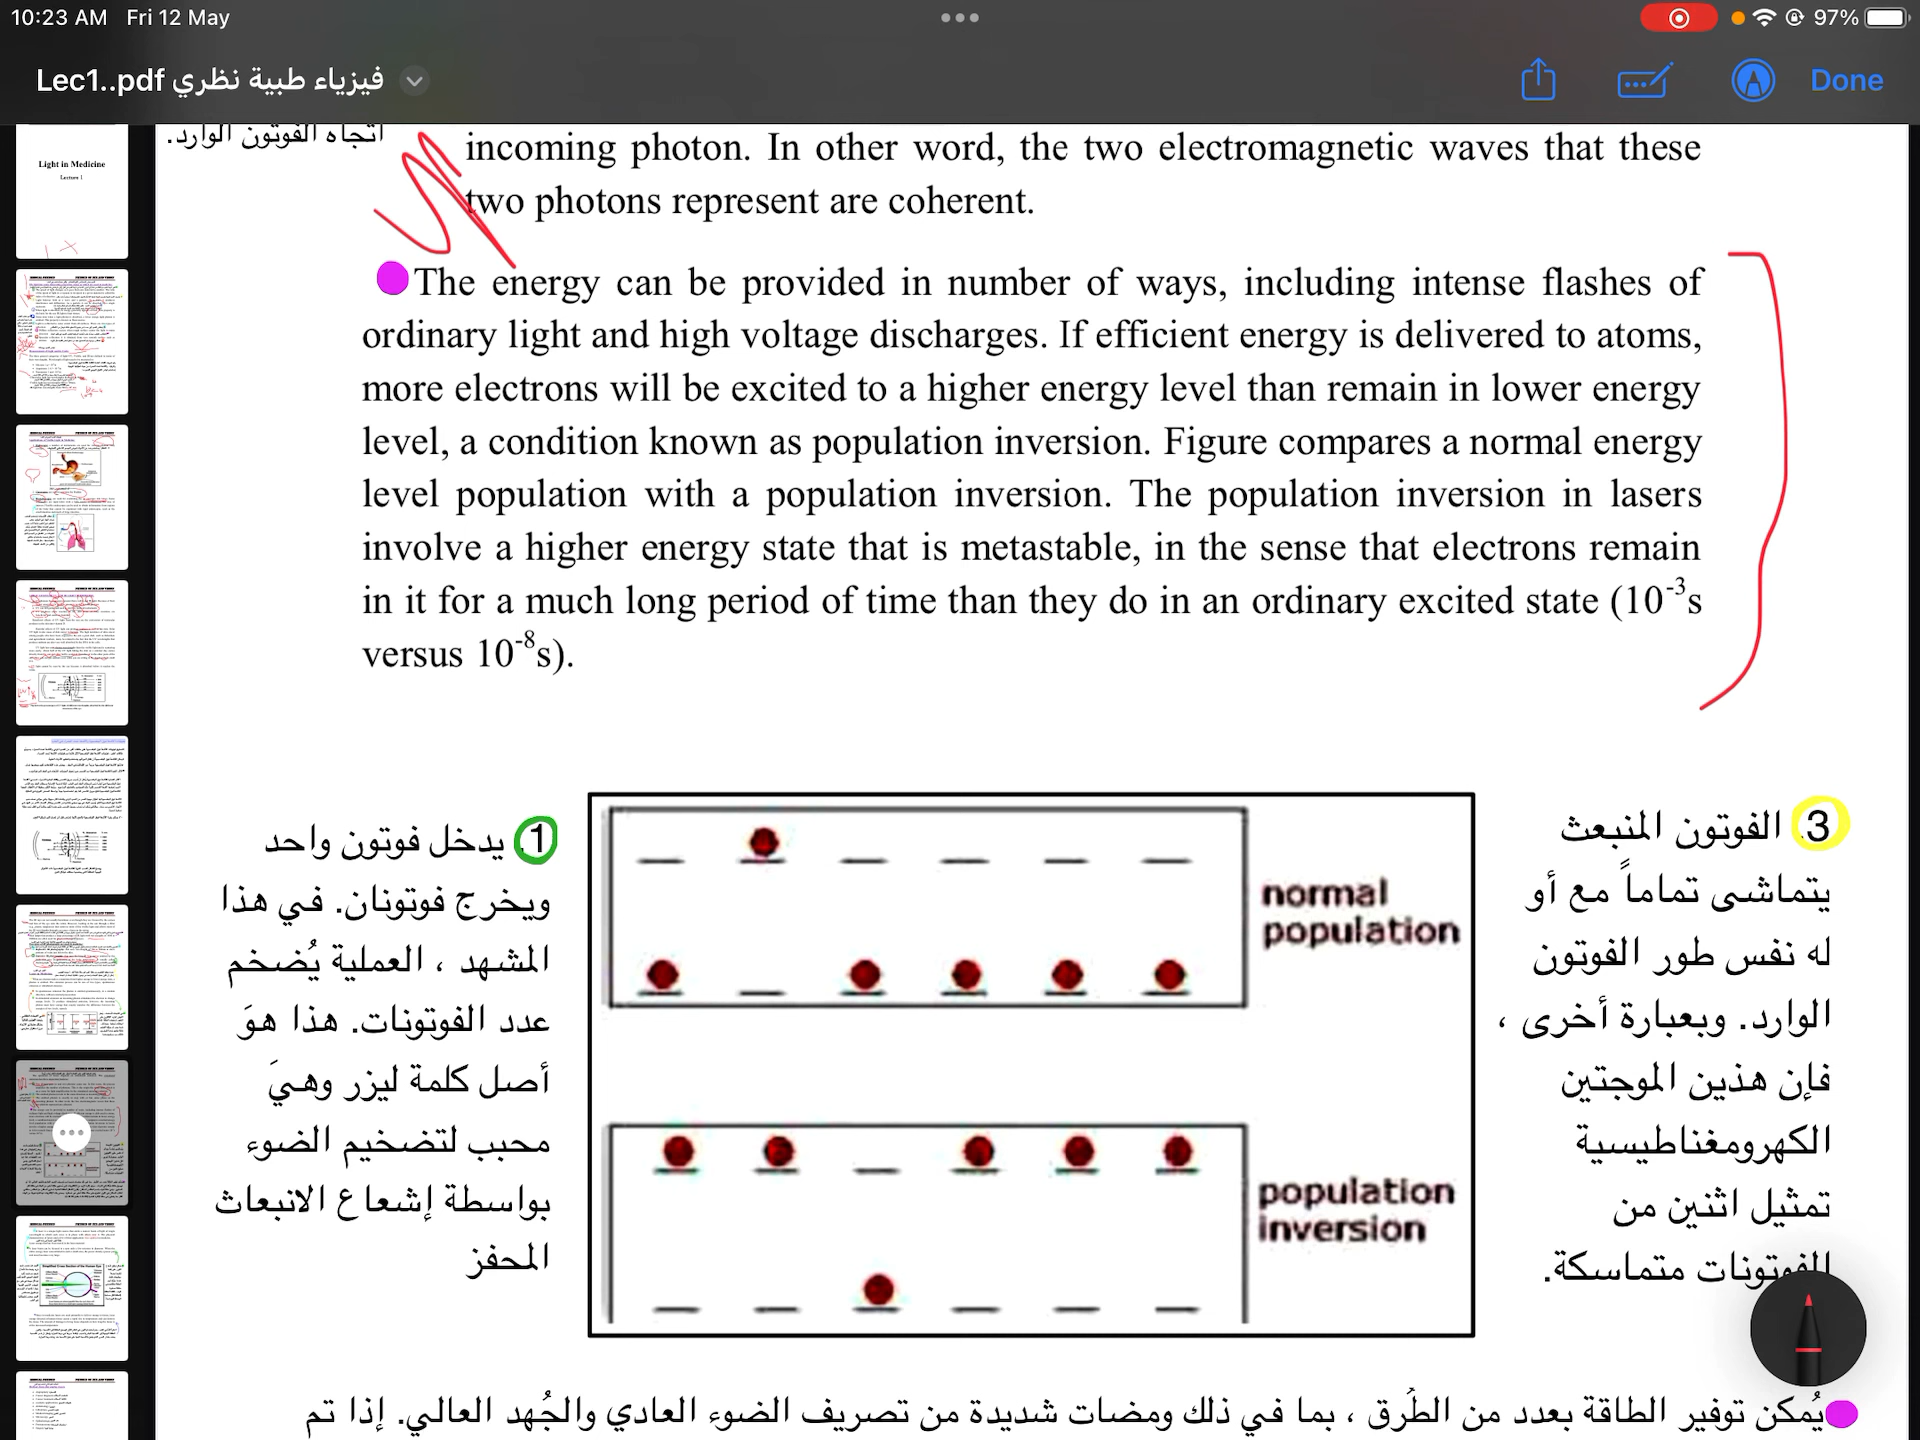 10:23 AM Fri 12 May
97%
Lec1..pdf فيزياء طبية نظري
Done
Light in Medicine
Lecture 1
اتجاه الفوتون الوارد.
incoming photon. In other word, the two electromagnetic waves that these
two photons represent are coherent.
The energy can be provided in number of ways, including intense flashes of
ordinary light and high voltage discharges. If efficient energy is delivered to atoms,
more electrons will be excited to a higher energy level than remain in lower energy
level, a condition known as population inversion. Figure compares a normal energy
level population with a population inversion. The population inversion in lasers
involve a higher energy state that is metastable, in the sense that electrons remain
in it for a much long period of time than they do in an ordinary excited state (10⁻³s
versus 10⁻⁸s).
1. يدخل فوتون واحد
ويخرج فوتونان. في هذا
المشهد ، العملية يُضخم
عدد الفوتونات. هذا هوَ
أصل كلمة ليزر وهيَ
محبب لتضخيم الضوء
بواسطة إشعاع الانبعاث
المحفز
normal
population
population
inversion
3. الفوتون المنبعث
يتماشى تماماً مع أو
له نفس طور الفوتون
الوارد. وبعبارة أخرى ،
فإن هذين الموجتين
الكهرومغناطيسية
تمثيل اثنين من
الفوتونات متماسكة.
يُمكن توفير الطاقة بعدد من الطُرق ، بما في ذلك ومضات شديدة من تصريف الضوء العادي والجُهد العالي. إذا تم